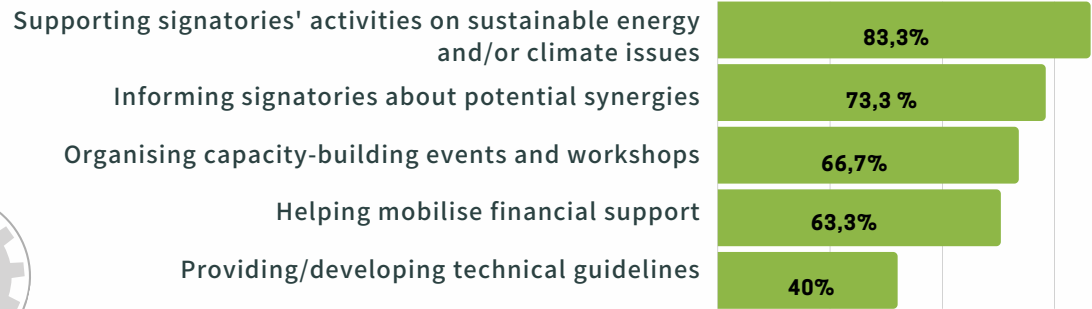 Supporting signatories' activities on sustainable energy
and/or climate issues
83,3%
Informing signatories about potential synergies
73,3 %
Organising capacity-building events and workshops
66,7%
Helping mobilise financial support
63,3%
Providing/developing technical guidelines
40%